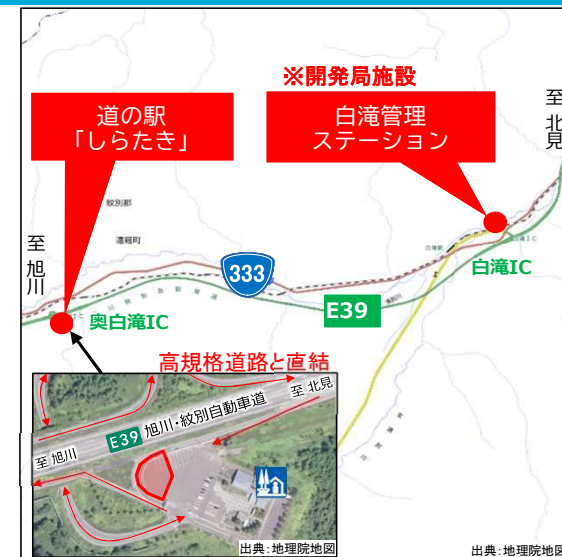 ※開発局施設
道の駅
「しらたき」
白滝管理
ステーション
至
北
見
紋別郡
遠軽町
至
旭
川
333
白滝IC
E39
奥白滝IC
高規格道路と直結
至 北見
E39 旭川・紋別自動車道
至 旭川
出典:地理院地図
出典:地理院地図